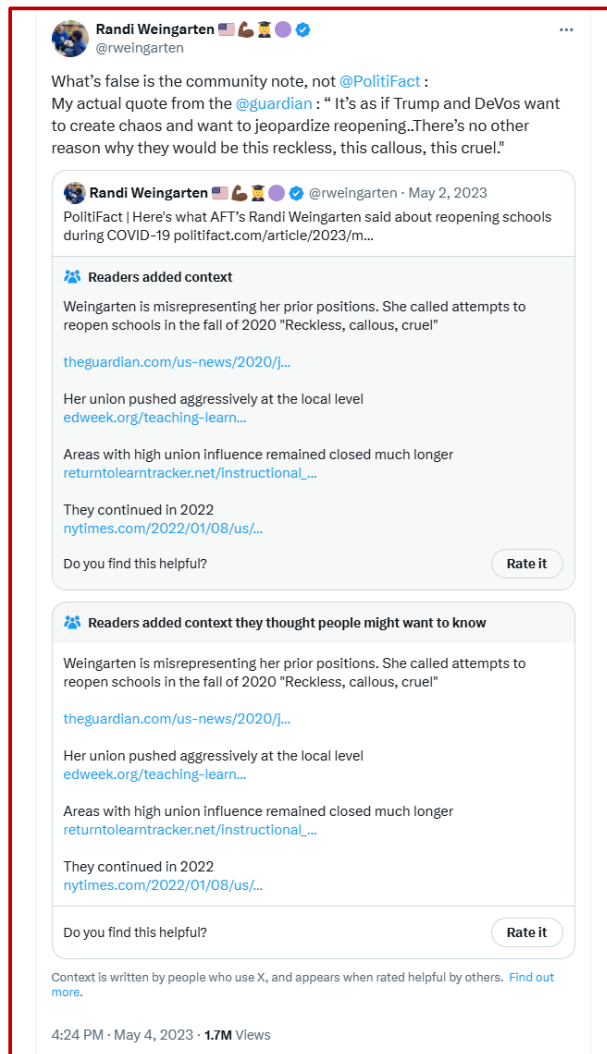 Randi Weingarten 🇺🇸💪🏿👩‍🎓🟣
@rweingarten
What’s false is the community note, not @PolitiFact :
My actual quote from the @guardian : “ It’s as if Trump and DeVos want
to create chaos and want to jeopardize reopening..There’s no other
reason why they would be this reckless, this callous, this cruel."
Randi Weingarten 🇺🇸💪🏿👩‍🎓🟣 @rweingarten · May 2, 2023
PolitiFact | Here's what AFT’s Randi Weingarten said about reopening schools
during COVID-19 politifact.com/article/2023/m...
Readers added context
Weingarten is misrepresenting her prior positions. She called attempts to
reopen schools in the fall of 2020 "Reckless, callous, cruel"
theguardian.com/us-news/2020/j...
Her union pushed aggressively at the local level
edweek.org/teaching-learn...
Areas with high union influence remained closed much longer
returntolearntracker.net/instructional_...
They continued in 2022
nytimes.com/2022/01/08/us/...
Do you find this helpful? Rate it
Readers added context they thought people might want to know
Weingarten is misrepresenting her prior positions. She called attempts to
reopen schools in the fall of 2020 "Reckless, callous, cruel"
theguardian.com/us-news/2020/j...
Her union pushed aggressively at the local level
edweek.org/teaching-learn...
Areas with high union influence remained closed much longer
returntolearntracker.net/instructional_...
They continued in 2022
nytimes.com/2022/01/08/us/...
Do you find this helpful? Rate it
Context is written by people who use X, and appears when rated helpful by others. Find out
more.
4:24 PM · May 4, 2023 · 1.7M Views